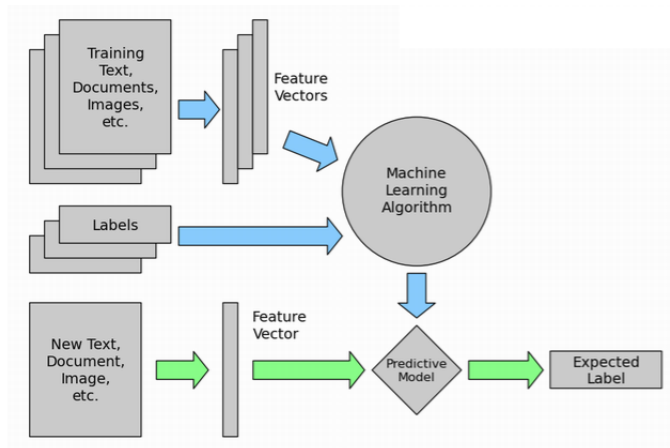 Training
Text,
Documents,
Images,
etc.
Feature
Vectors
Machine
Learning
Algorithm
Labels
New Text,
Document,
Image,
etc.
Feature
Vector
Predictive
Model
Expected
Label